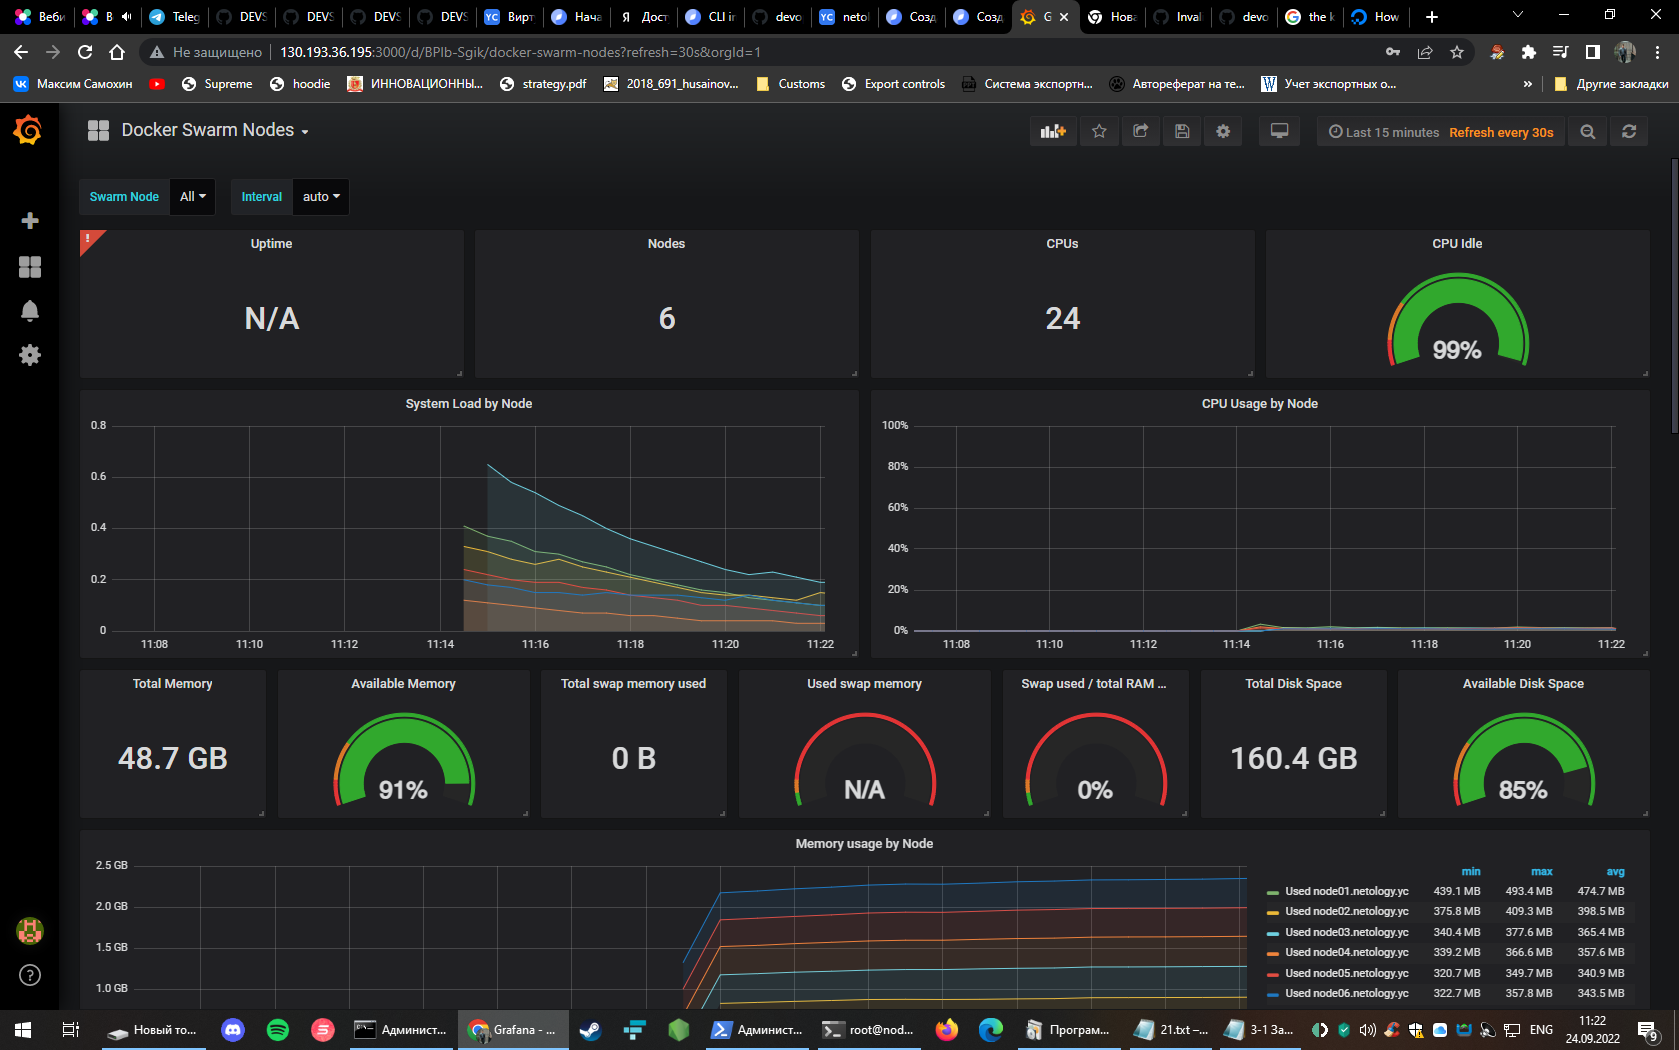 Веби
B
Teleg
DEVS
DEVS
DEVS
DEVS
YC Вирт
Нача
Я Дост
CLI in
devo
YC netol
Созд
Созд
G
Нова
Inval
devo
G the k
How
Не защищено 130.193.36.195:3000/d/BPlb-Sgik/docker-swarm-nodes?refresh=30s&orgId=1
Максим Самохин
Supreme
hoodie
ИННОВАЦИОННЫ...
strategy.pdf
2018_691_husainov...
Customs
Export controls
Система экспортн...
Автореферат на те...
W Учет экспортных о...
»
Другие закладки
Docker Swarm Nodes
Last 15 minutes Refresh every 30s
Swarm Node All
Interval auto
!
Uptime
N/A
Nodes
6
CPUs
24
CPU Idle
99%
System Load by Node
0.8
0.6
0.4
0.2
0
11:08 11:10 11:12 11:14 11:16 11:18 11:20 11:22
CPU Usage by Node
100%
80%
60%
40%
20%
0%
11:08 11:10 11:12 11:14 11:16 11:18 11:20 11:22
Total Memory
48.7 GB
Available Memory
91%
Total swap memory used
0 B
Used swap memory
N/A
Swap used / total RAM ...
0%
Total Disk Space
160.4 GB
Available Disk Space
85%
Memory usage by Node
2.5 GB
2.0 GB
1.5 GB
1.0 GB
min max avg
Used node01.netology.yc 439.1 MB 493.4 MB 474.7 MB
Used node02.netology.yc 375.8 MB 409.3 MB 398.5 MB
Used node03.netology.yc 340.4 MB 377.6 MB 365.4 MB
Used node04.netology.yc 339.2 MB 366.6 MB 357.6 MB
Used node05.netology.yc 320.7 MB 349.7 MB 340.9 MB
Used node06.netology.yc 322.7 MB 357.8 MB 343.5 MB
?
Новый то...
Админист...
Grafana - ...
Админист...
root@nod...
Програм...
21.txt –...
3-1 За...
ENG
11:22
24.09.2022
9